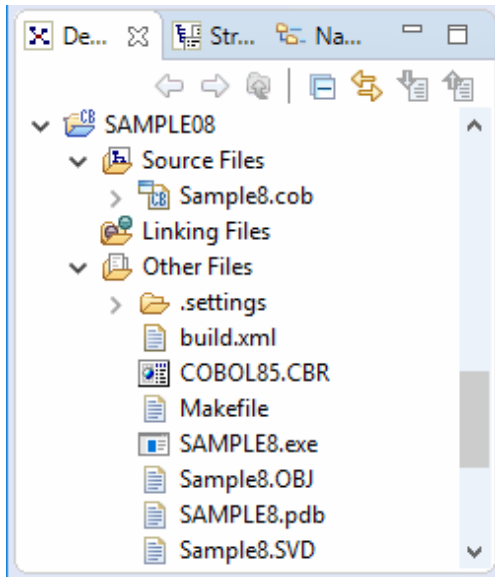 De... Str... Na...
SAMPLE08
Source Files
Sample8.cob
Linking Files
Other Files
.settings
build.xml
COBOL85.CBR
Makefile
SAMPLE8.exe
Sample8.OBJ
SAMPLE8.pdb
Sample8.SVD